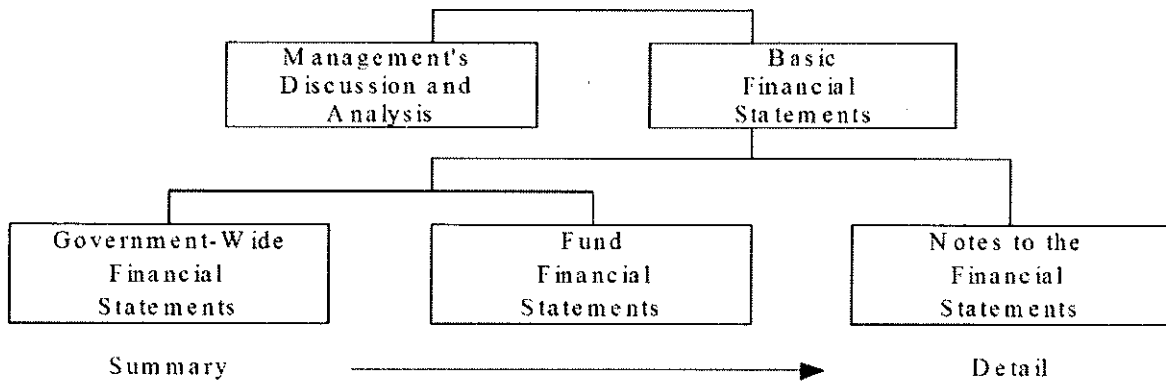 Management's
Discussion and
Analysis
Basic
Financial
Statements
Government-Wide
Financial
Statements
Fund
Financial
Statements
Notes to the
Financial
Statements
Summary
Detail